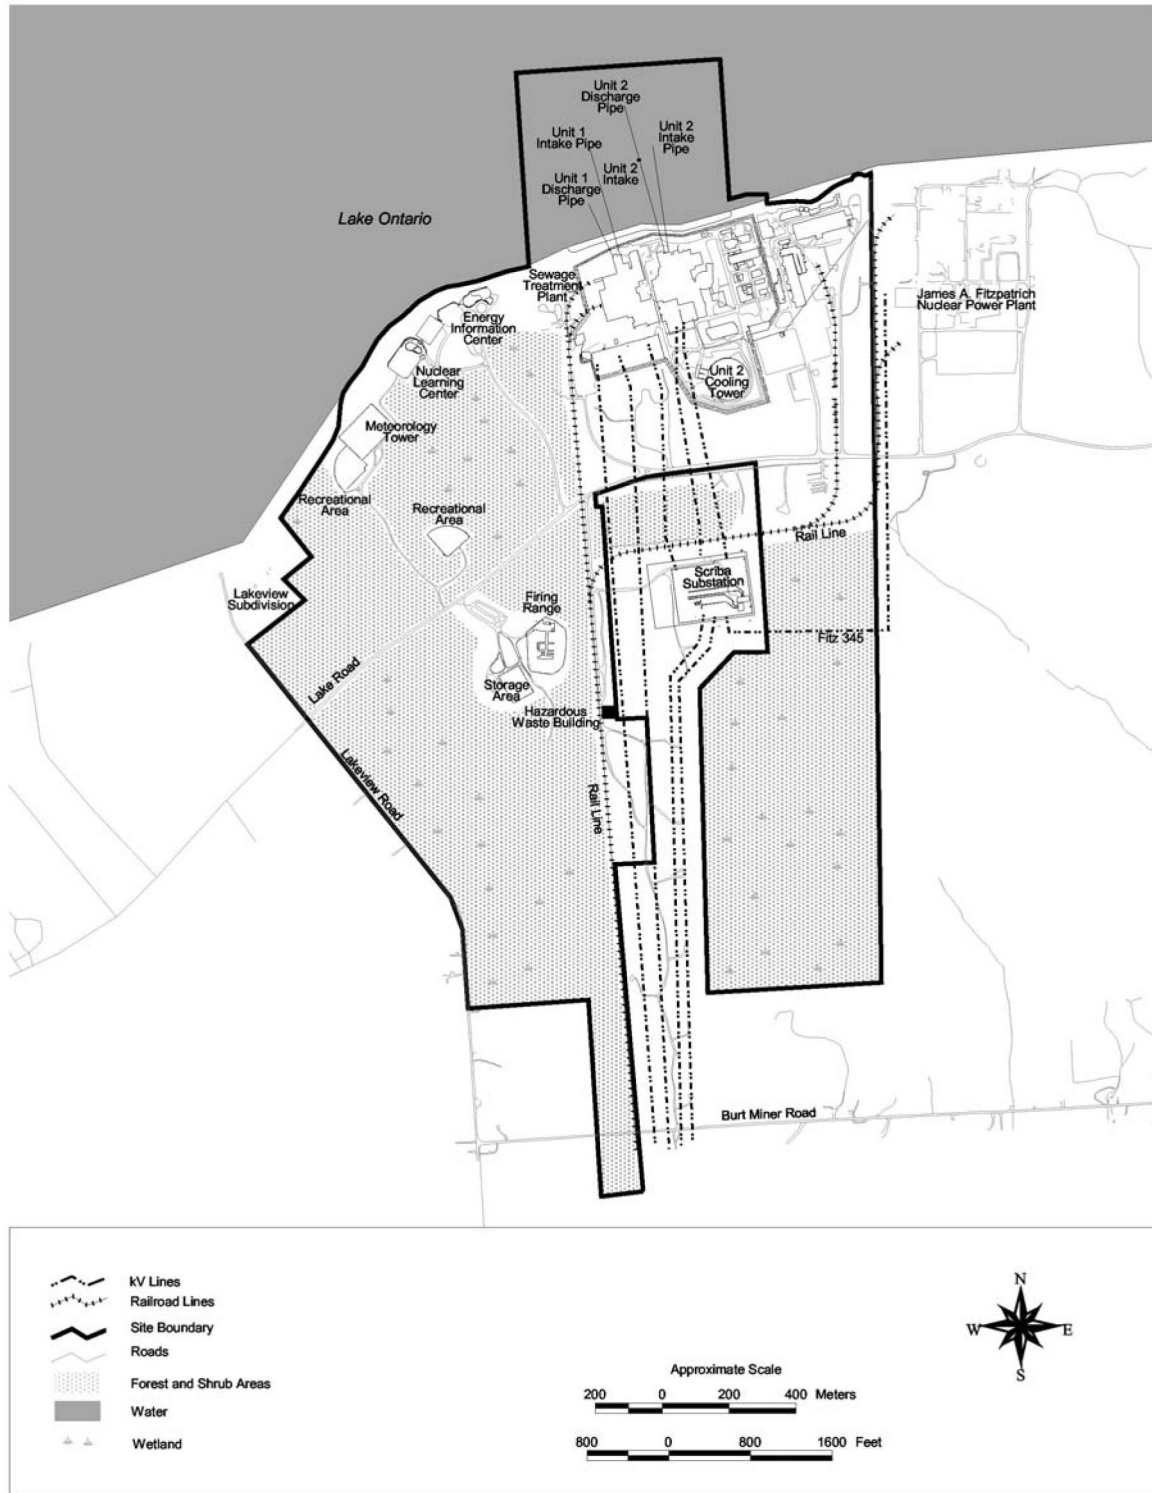 Unit 2
Discharge
Pipe
Unit 1
Intake Pipe
Unit 2
Intake
Pipe
Unit 2
Intake
Unit 1
Discharge
Pipe
Lake Ontario
Sewage
Treatment
Plant
James A. Fitzpatrich
Nuclear Power Plant
Energy
Information
Center
Nuclear
Learning
Center
Unit 2
Cooling
Tower
Meteorology
Tower
Recreational
Area
Recreational
Area
Rail Line
Scriba
Substation
Lakeview
Subdivision
Firing
Range
Fitz 345
Lake Road
Storage
Area
Hazardous
Waste Building
Lakeview Road
Rail Line
Burt Miner Road
kV Lines
Railroad Lines
Site Boundary
Roads
Forest and Shrub Areas
Water
Wetland
Approximate Scale
200 0 200 400 Meters
800 0 800 1600 Feet
N
W E
S